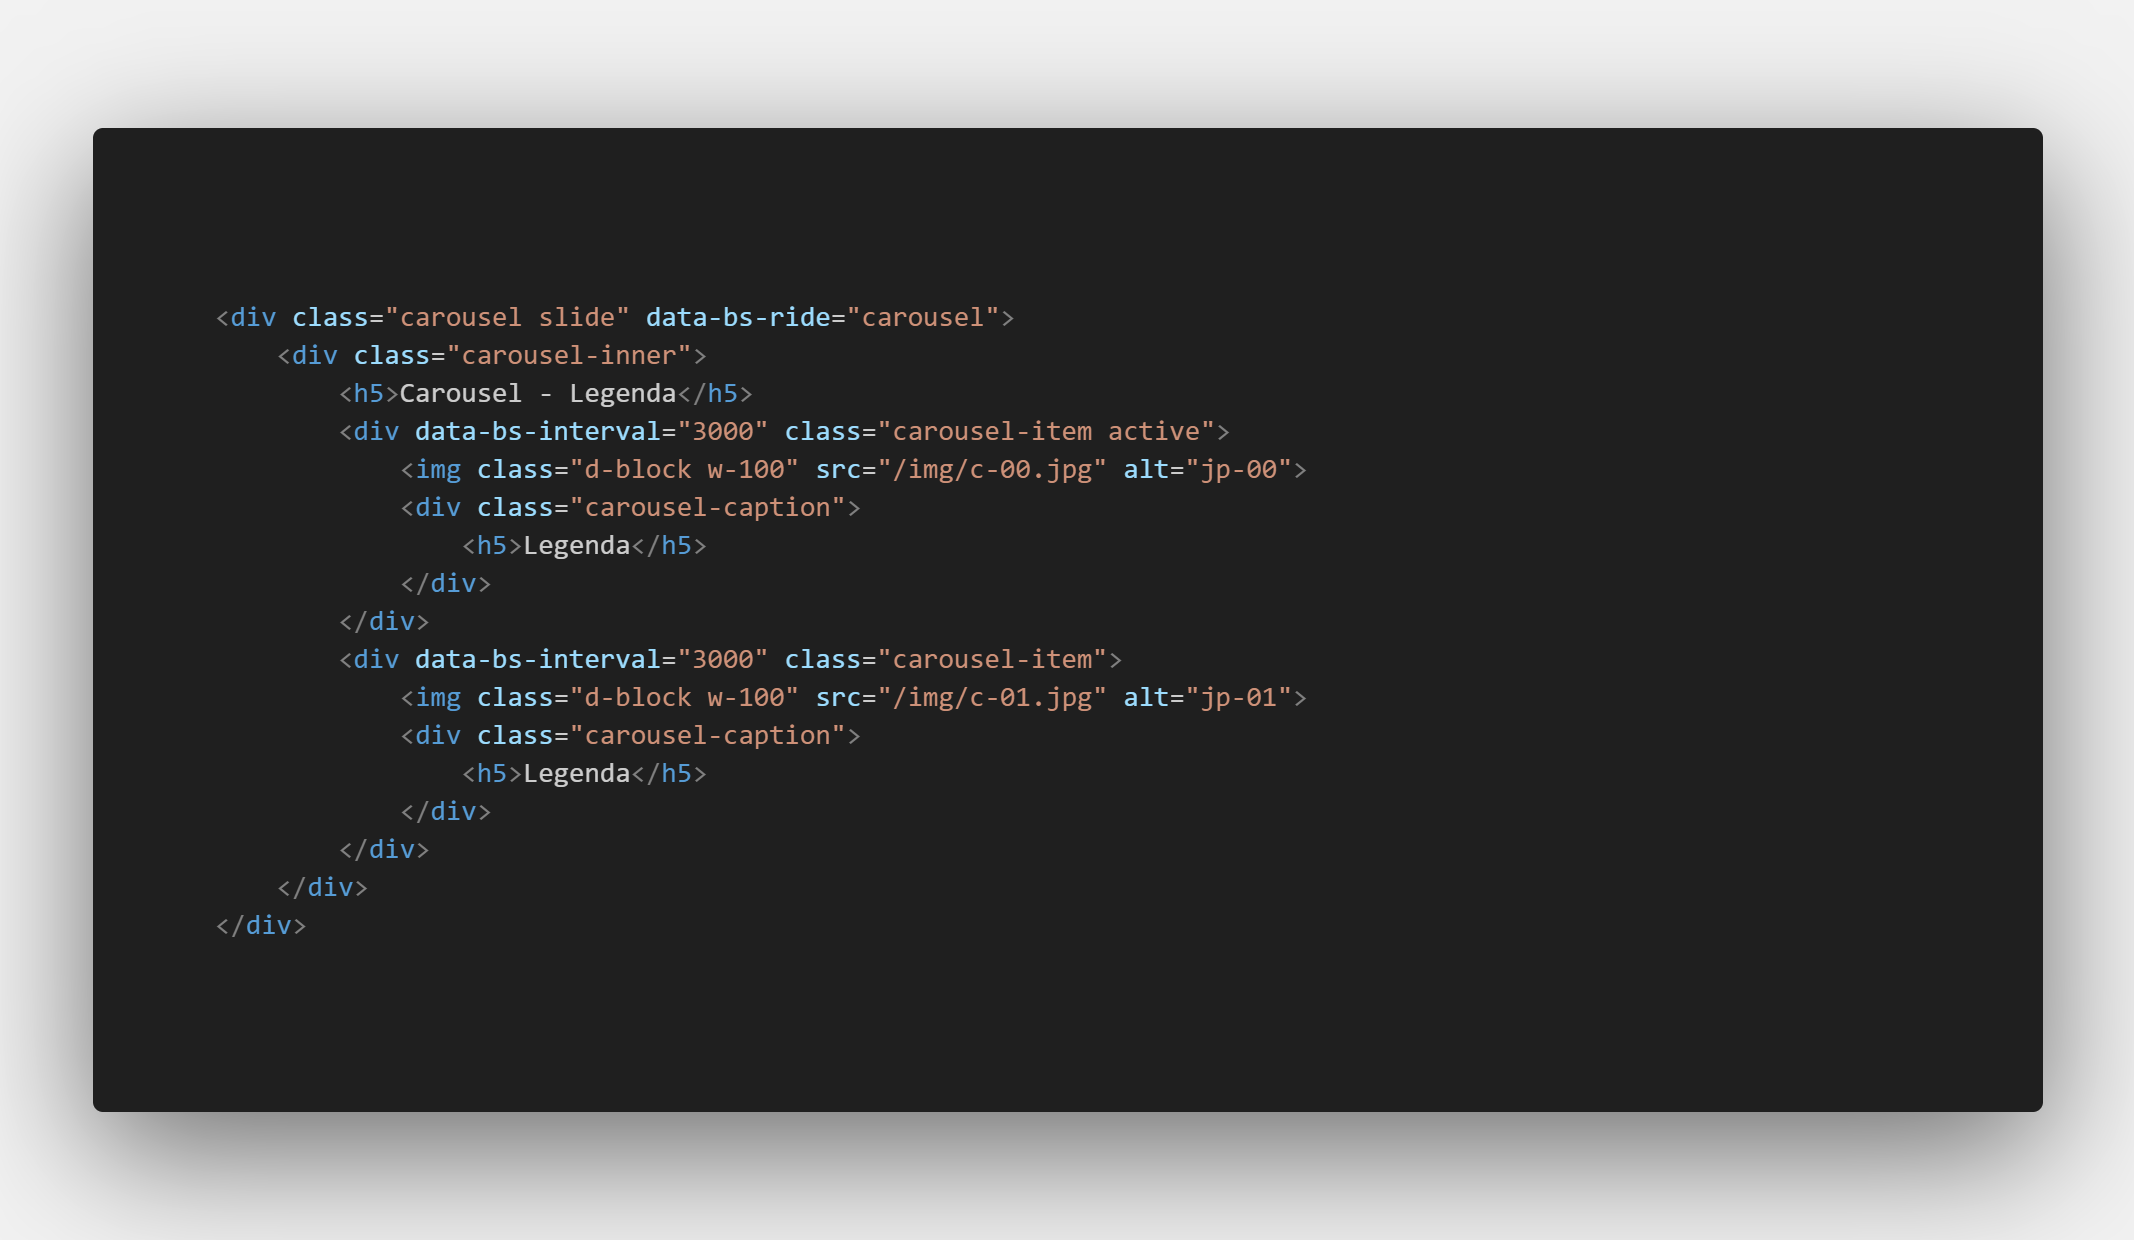 <div class="carousel slide" data-bs-ride="carousel">
    <div class="carousel-inner">
        <h5>Carousel - Legenda</h5>
        <div data-bs-interval="3000" class="carousel-item active">
            <img class="d-block w-100" src="/img/c-00.jpg" alt="jp-00">
            <div class="carousel-caption">
                <h5>Legenda</h5>
            </div>
        </div>
        <div data-bs-interval="3000" class="carousel-item">
            <img class="d-block w-100" src="/img/c-01.jpg" alt="jp-01">
            <div class="carousel-caption">
                <h5>Legenda</h5>
            </div>
        </div>
    </div>
</div>